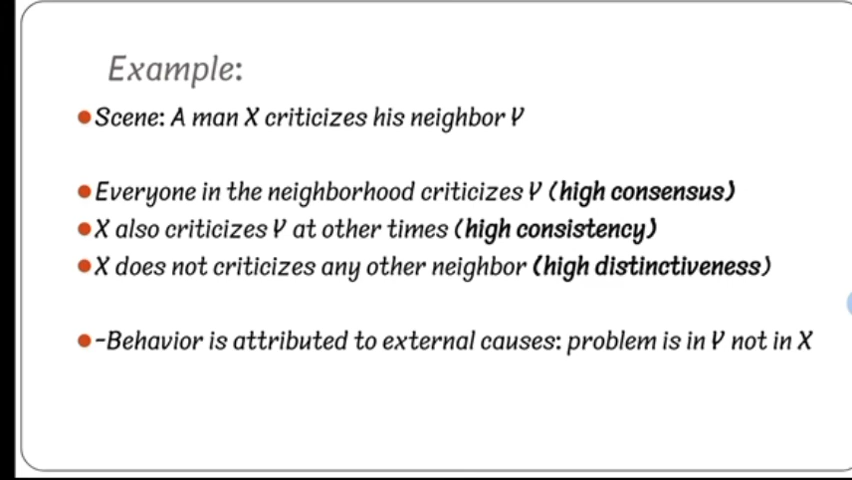 Example:
Scene: A man X criticizes his neighbor Y
Everyone in the neighborhood criticizes Y (high consensus)
X also criticizes Y at other times (high consistency)
X does not criticizes any other neighbor (high distinctiveness)
-Behavior is attributed to external causes: problem is in Y not in X